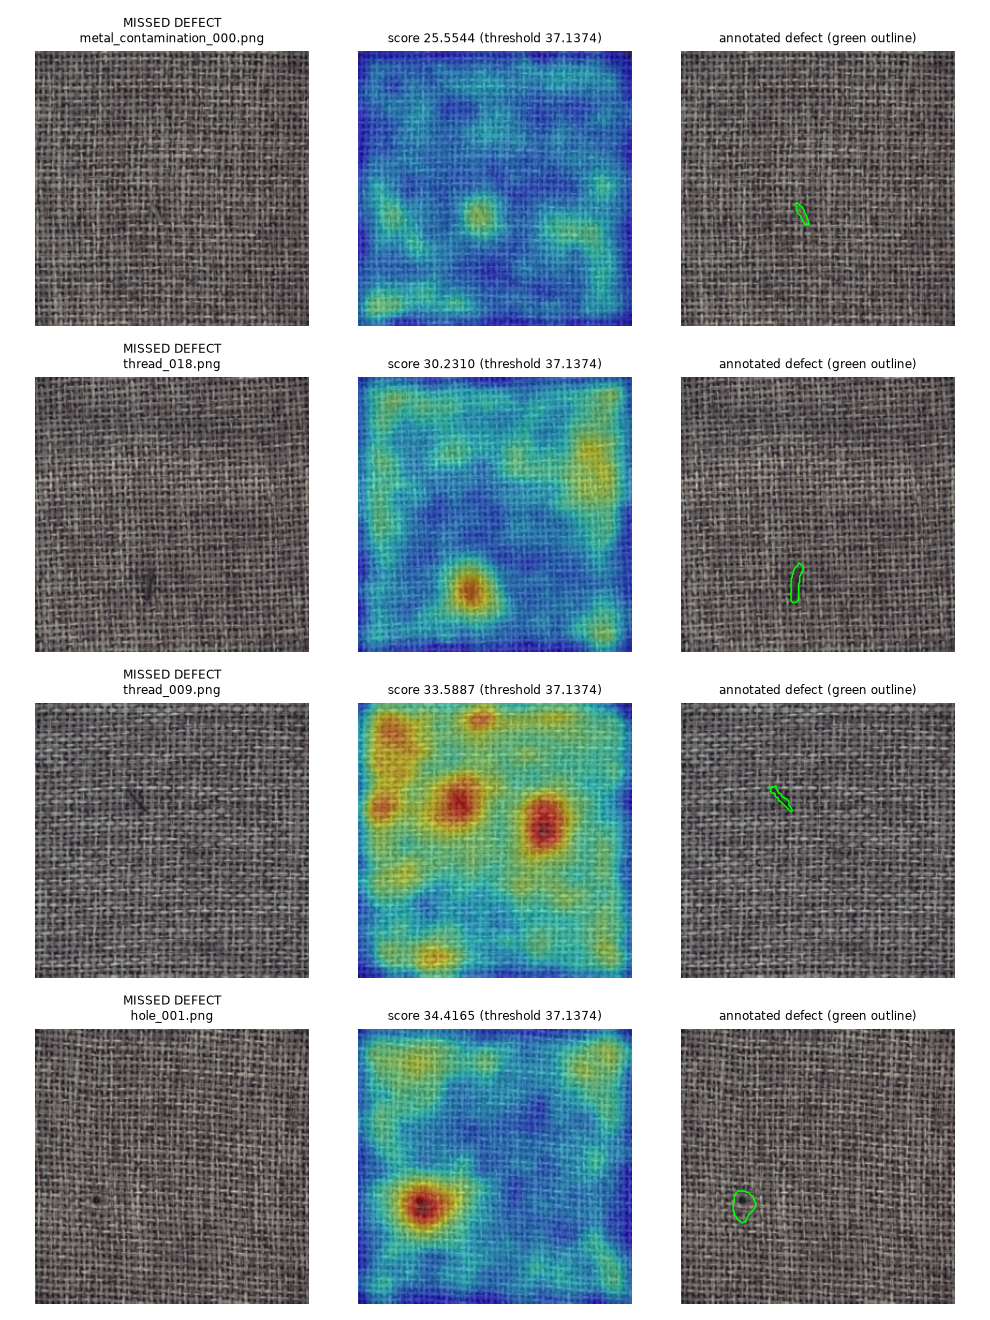 MISSED DEFECT
metal_contamination_000.png
score 25.5544 (threshold 37.1374)
annotated defect (green outline)
MISSED DEFECT
thread_018.png
score 30.2310 (threshold 37.1374)
annotated defect (green outline)
MISSED DEFECT
thread_009.png
score 33.5887 (threshold 37.1374)
annotated defect (green outline)
MISSED DEFECT
hole_001.png
score 34.4165 (threshold 37.1374)
annotated defect (green outline)